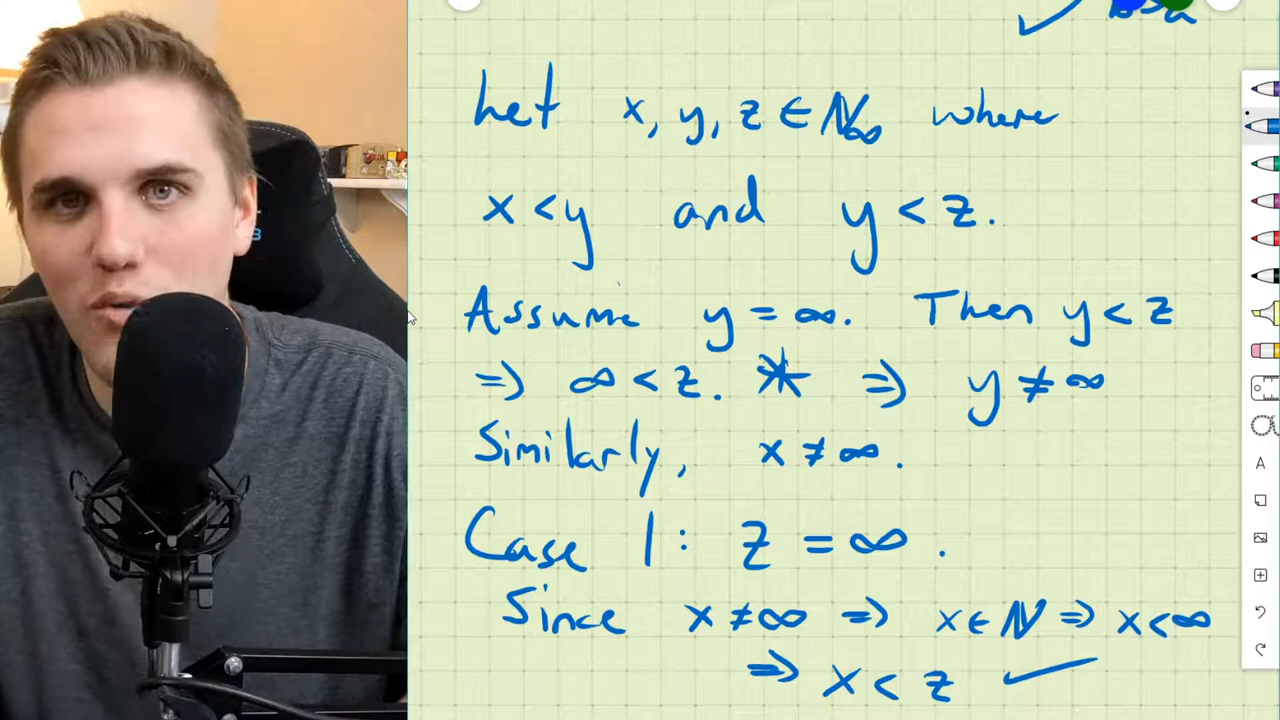 Let x, y, z ∈ ℕ∞ where
x < y and y < z.
Assume y = ∞. Then y < z
⇒ ∞ < z. ※ ⇒ y ≠ ∞
Similarly, x ≠ ∞.
Case 1: z = ∞.
Since x ≠ ∞ ⇒ x ∈ ℕ ⇒ x < ∞
⇒ x < z ✓
A